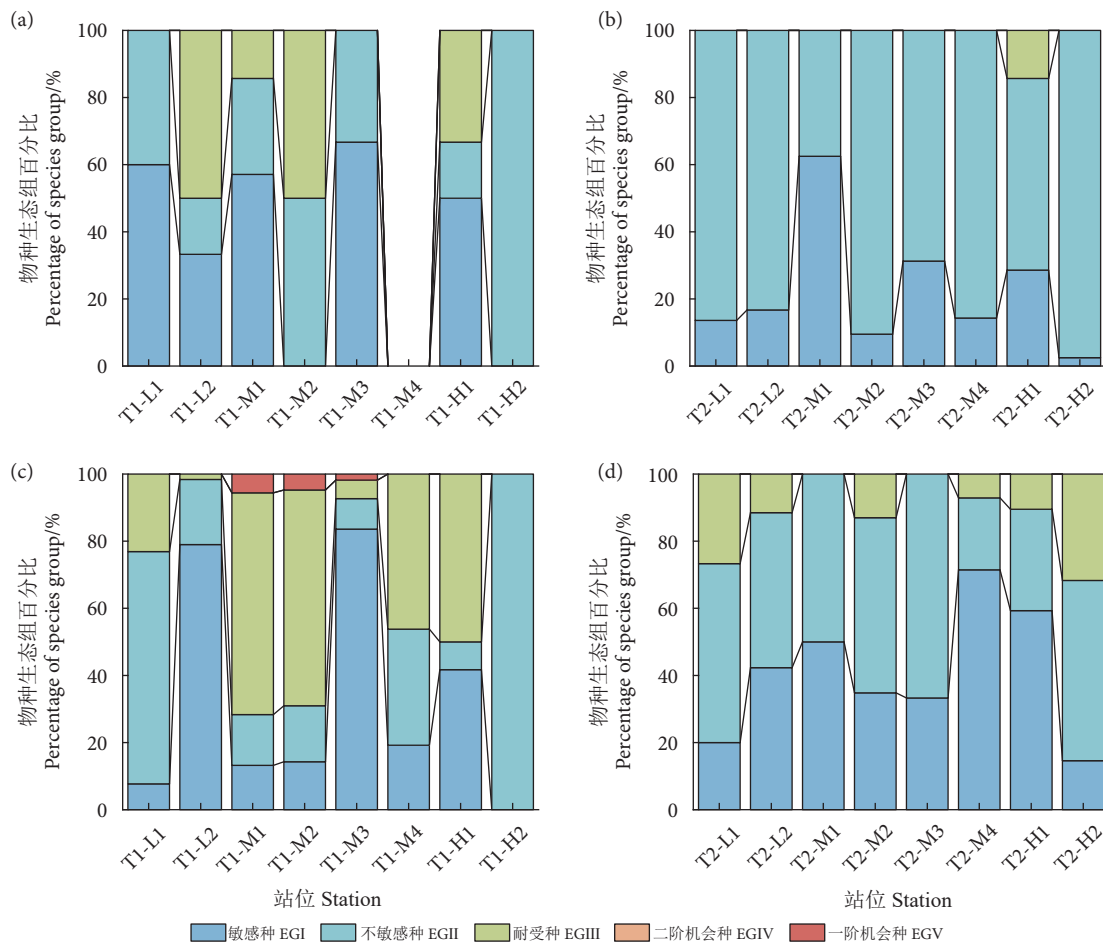 (a)
物种生态组百分比
Percentage of species group/%
100
80
60
40
20
0
T1-L1
T1-L2
T1-M1
T1-M2
T1-M3
T1-M4
T1-H1
T1-H2
(b)
物种生态组百分比
Percentage of species group/%
100
80
60
40
20
0
T2-L1
T2-L2
T2-M1
T2-M2
T2-M3
T2-M4
T2-H1
T2-H2
(c)
物种生态组百分比
Percentage of species group/%
100
80
60
40
20
0
T1-L1
T1-L2
T1-M1
T1-M2
T1-M3
T1-M4
T1-H1
T1-H2
站位 Station
(d)
物种生态组百分比
Percentage of species group/%
100
80
60
40
20
0
T2-L1
T2-L2
T2-M1
T2-M2
T2-M3
T2-M4
T2-H1
T2-H2
站位 Station
敏感种 EGI 不敏感种 EGII 耐受种 EGIII 二阶机会种 EGIV 一阶机会种 EGV